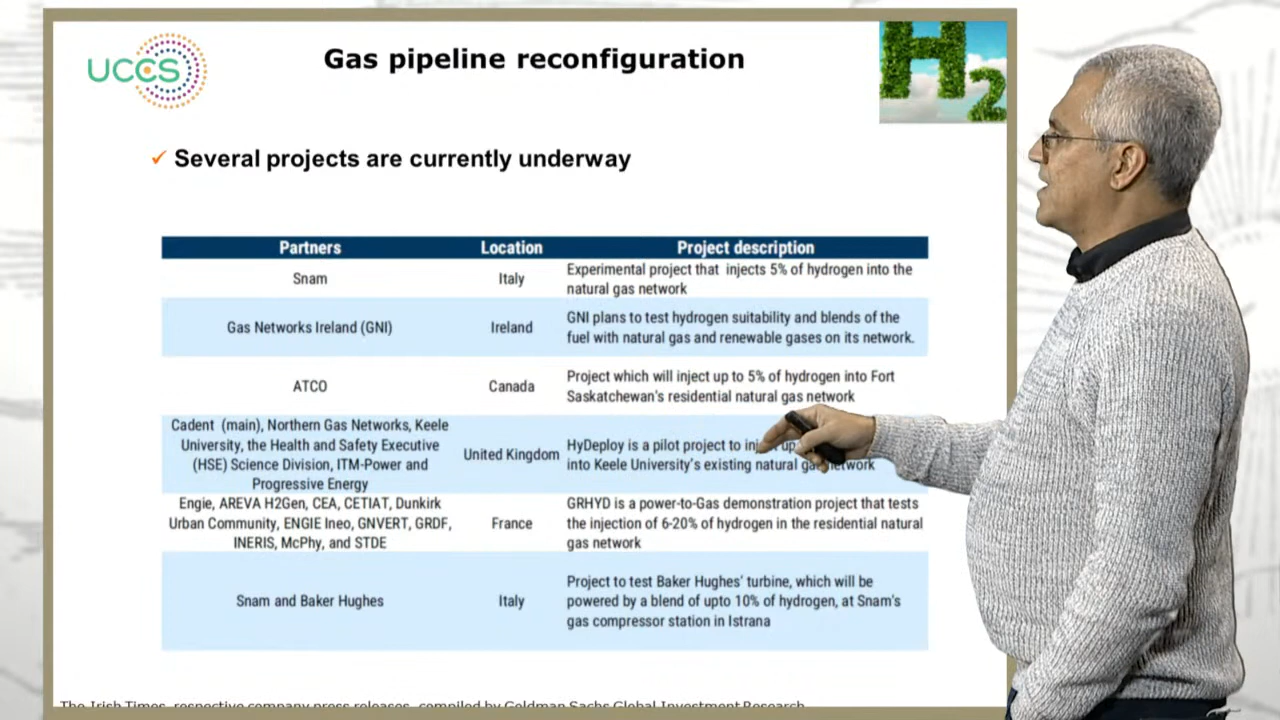 UCCS
Gas pipeline reconfiguration
H2
✓ Several projects are currently underway
Partners Location Project description
Snam Italy Experimental project that injects 5% of hydrogen into the
natural gas network
Gas Networks Ireland (GNI) Ireland GNI plans to test hydrogen suitability and blends of the
fuel with natural gas and renewable gases on its network.
ATCO Canada Project which will inject up to 5% of hydrogen into Fort
Saskatchewan's residential natural gas network
Cadent (main), Northern Gas Networks, Keele
University, the Health and Safety Executive
(HSE) Science Division, ITM-Power and
Progressive Energy
United Kingdom
HyDeploy is a pilot project to up
into Keele University's existing natural
Engie, AREVA H2Gen, CEA, CETIAT, Dunkirk
Urban Community, ENGIE Ineo, GNVERT, GRDF,
INERIS, McPhy, and STDE
France
GRHYD is a power-to-Gas demonstration project that tests
the injection of 6-20% of hydrogen in the residential natural
gas network
Snam and Baker Hughes Italy Project to test Baker Hughes' turbine, which will be
powered by a blend of upto 10% of hydrogen, at Snam's
gas compressor station in Istrana
The Irish Times, respective company press releases, compiled by Goldman Sachs Global Investment Research